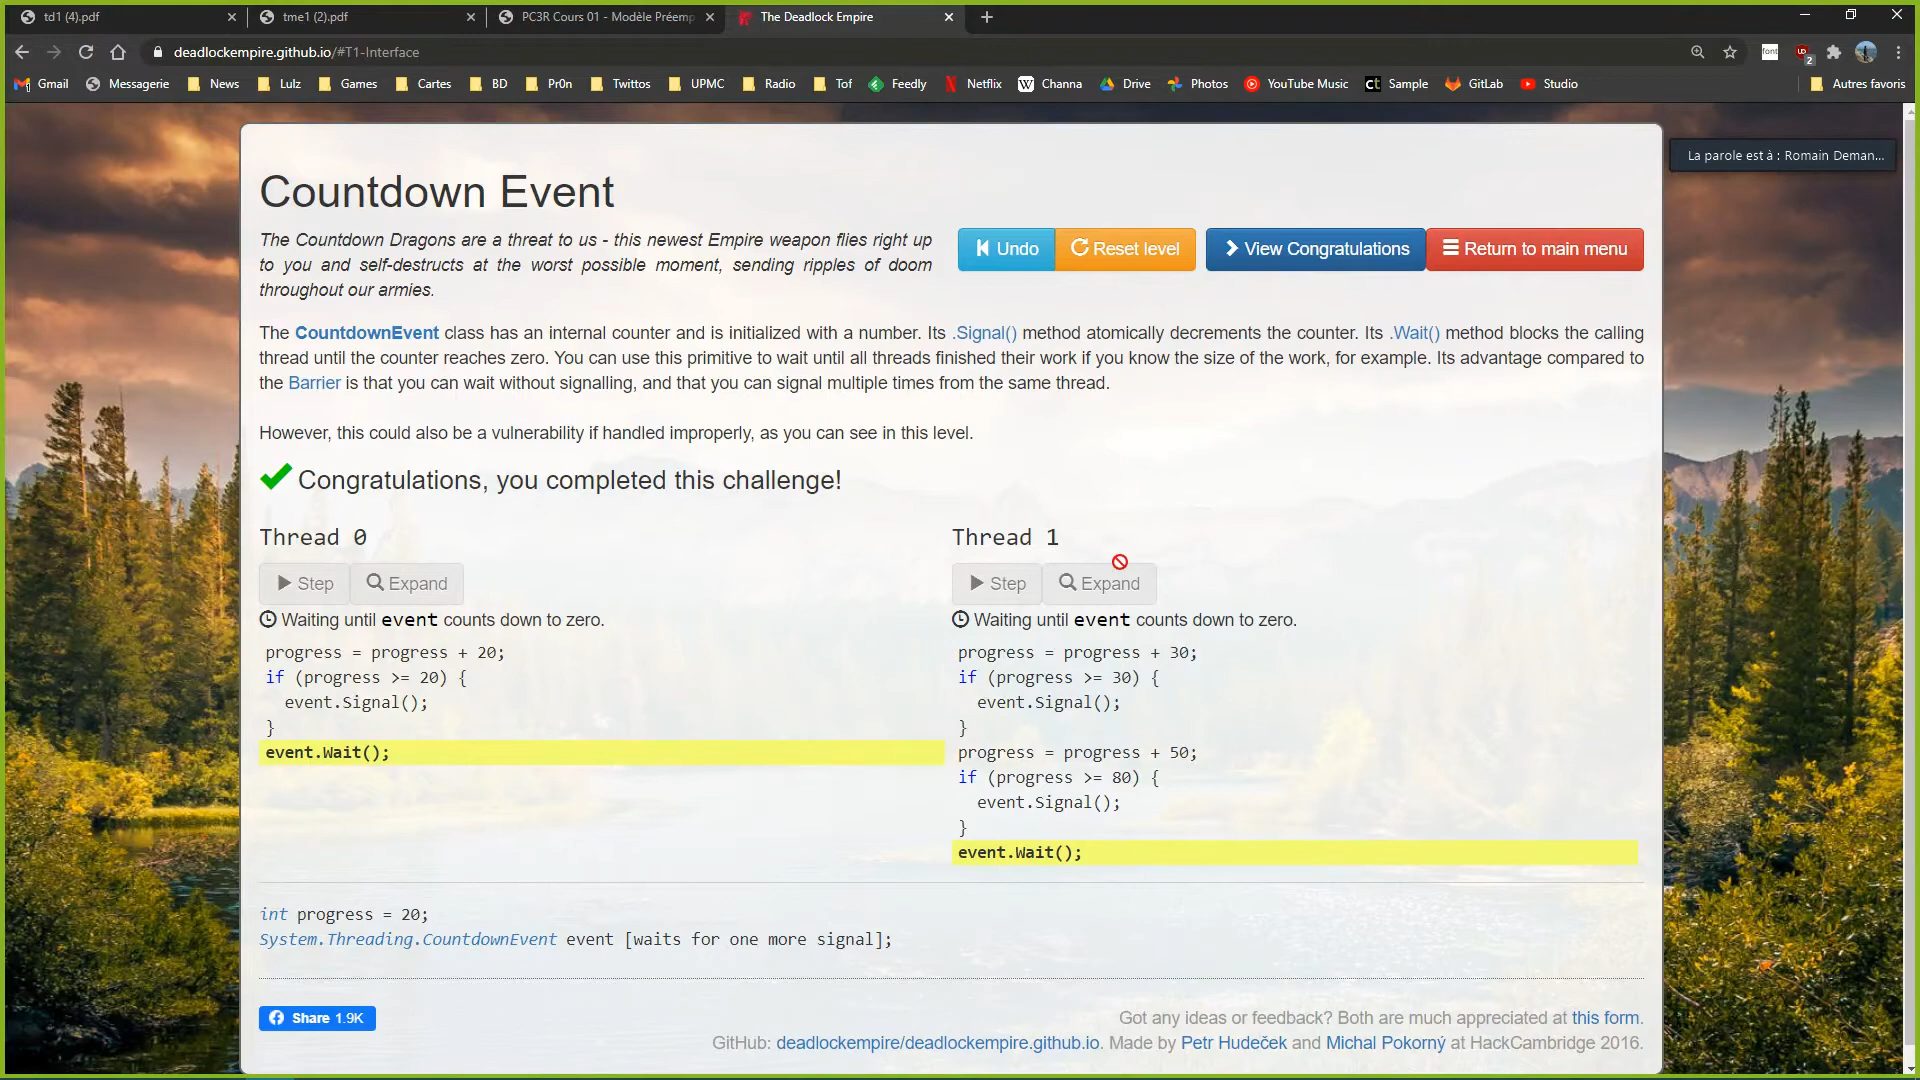 td1 (4).pdf
tme1 (2).pdf
PC3R Cours 01 - Modèle Préemp
The Deadlock Empire
deadlockempire.github.io/#T1-Interface
font
2
Gmail
Messagerie
News
Lulz
Games
Cartes
BD
Pr0n
Twittos
UPMC
Radio
Tof
Feedly
Netflix
Channa
Drive
Photos
YouTube Music
Sample
GitLab
Studio
Autres favoris
La parole est à : Romain Deman...
Countdown Event
The Countdown Dragons are a threat to us - this newest Empire weapon flies right up
to you and self-destructs at the worst possible moment, sending ripples of doom
throughout our armies.
Undo
Reset level
View Congratulations
Return to main menu
The CountdownEvent class has an internal counter and is initialized with a number. Its .Signal() method atomically decrements the counter. Its .Wait() method blocks the calling
thread until the counter reaches zero. You can use this primitive to wait until all threads finished their work if you know the size of the work, for example. Its advantage compared to
the Barrier is that you can wait without signalling, and that you can signal multiple times from the same thread.
However, this could also be a vulnerability if handled improperly, as you can see in this level.
Congratulations, you completed this challenge!
Thread 0
Step
Expand
Waiting until event counts down to zero.
progress = progress + 20;
if (progress >= 20) {
event.Signal();
}
event.Wait();
Thread 1
Step
Expand
Waiting until event counts down to zero.
progress = progress + 30;
if (progress >= 30) {
event.Signal();
}
progress = progress + 50;
if (progress >= 80) {
event.Signal();
}
event.Wait();
int progress = 20;
System.Threading.CountdownEvent event [waits for one more signal];
Share 1.9K
Got any ideas or feedback? Both are much appreciated at this form.
GitHub: deadlockempire/deadlockempire.github.io. Made by Petr Hudeček and Michal Pokorný at HackCambridge 2016.